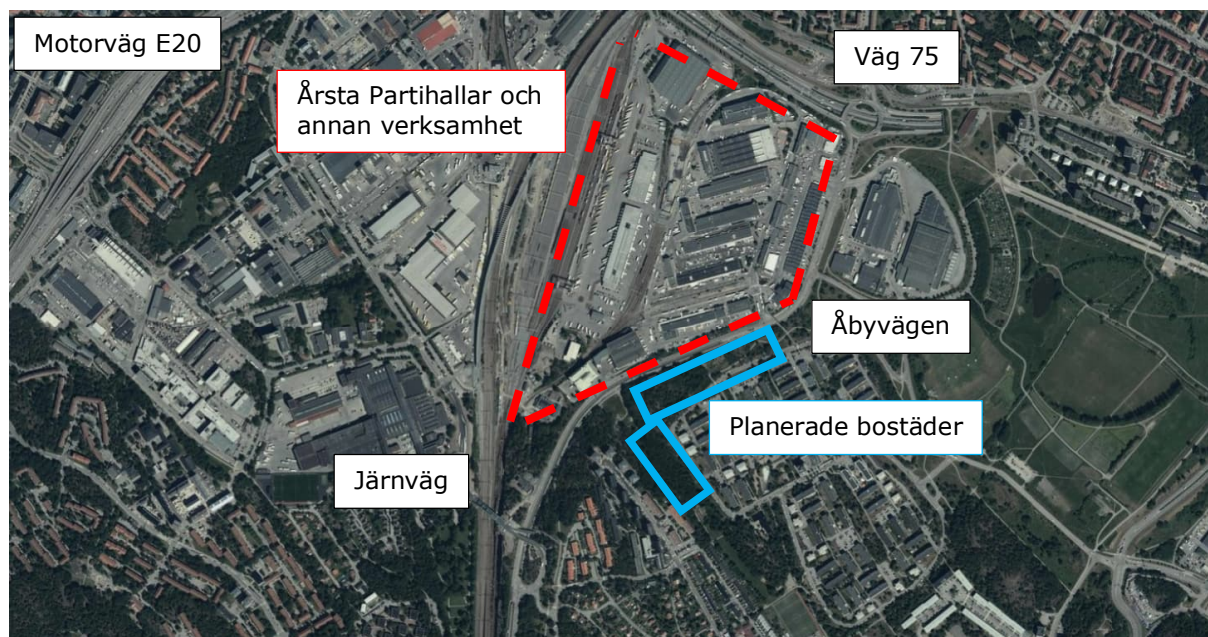 Motorväg E20
Väg 75
Årsta Partihallar och
annan verksamhet
Åbyvägen
Planerade bostäder
Järnväg